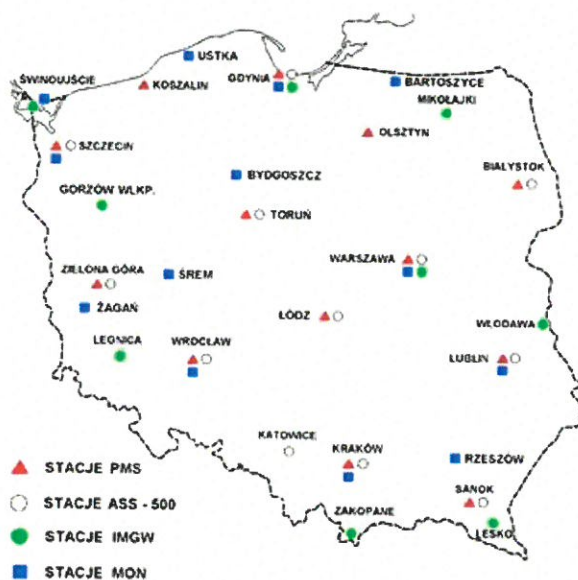 USTKA
ŚWINOUJŚCIE
GDYNIA
KOSZALIN
BARTOSZYCE
MIKOŁAJKI
OLSZTYN
SZCZECIN
BIAŁYSTOK
BYDGOSZCZ
GORZÓW WLKP.
TORUŃ
WARSZAWA
ZIELONA GÓRA
ŚREM
ŻAGAŃ
ŁÓDZ
WŁODAWA
LEGNICA
WROCŁAW
LUBLIN
KATOWICE
KRAKÓW
RZESZÓW
SANOK
ZAKOPANE
LESKO
STACJE PMS
STACJE ASS - 500
STACJE IMGW
STACJE MON